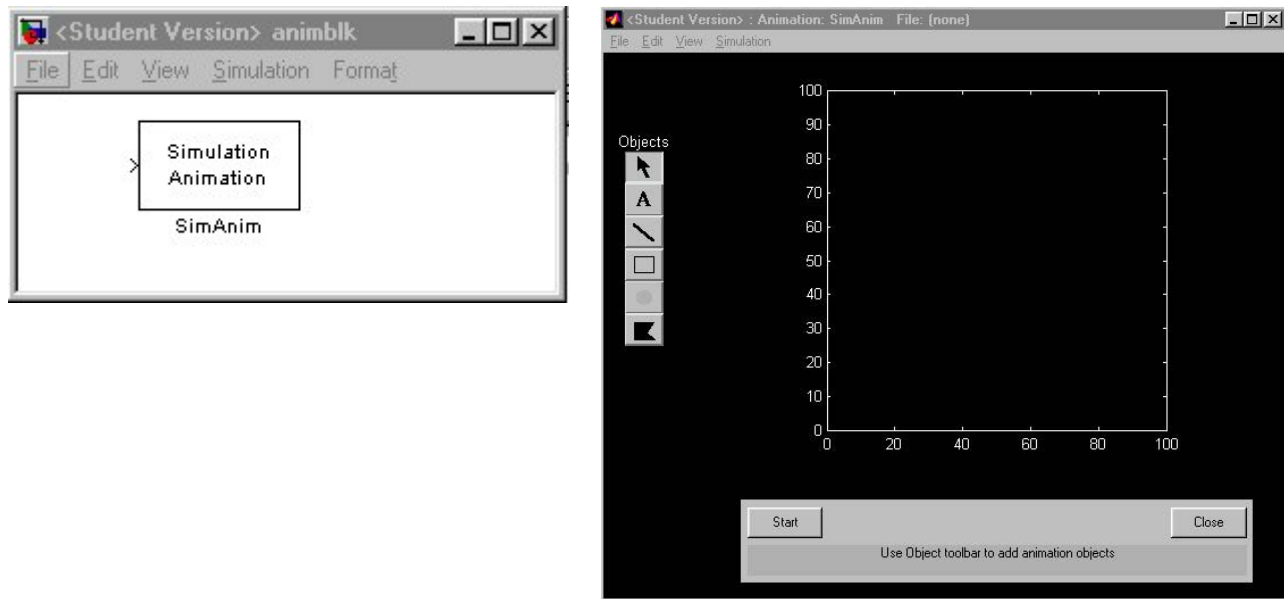 <Student Version> animblk
File Edit View Simulation Format
Simulation
Animation
SimAnim
<Student Version> : Animation: SimAnim File: (none)
File Edit View Simulation
Objects
A
100
90
80
70
60
50
40
30
20
10
0
0 20 40 60 80 100
Start Close
Use Object toolbar to add animation objects